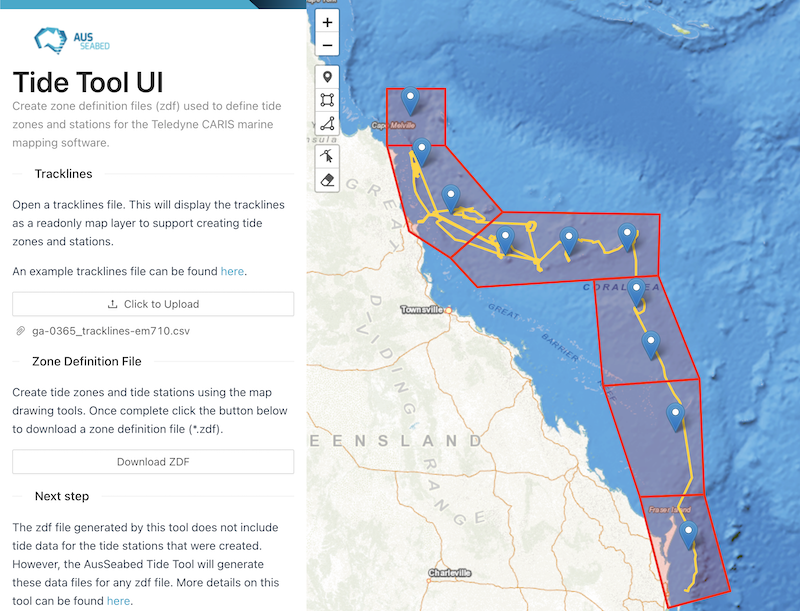 AUS
SEABED
Tide Tool UI
Create zone definition files (zdf) used to define tide
zones and stations for the Teledyne CARIS marine
mapping software.
Tracklines
Open a tracklines file. This will display the tracklines
as a readonly map layer to support creating tide
zones and stations.
An example tracklines file can be found here.
Click to Upload
ga-0365_tracklines-em710.csv
Zone Definition File
Create tide zones and tide stations using the map
drawing tools. Once complete click the button below
to download a zone definition file (*.zdf).
Download ZDF
Next step
The zdf file generated by this tool does not include
tide data for the tide stations that were created.
However, the AusSeabed Tide Tool will generate
these data files for any zdf file. More details on this
tool can be found here.
+
−
Cape Melville
GREAT
DIVIDING
RANGE
CORAL SEA
Townsville
GREAT
BARRIER
REEF
EENSLAND
Fraser Island
Charleville